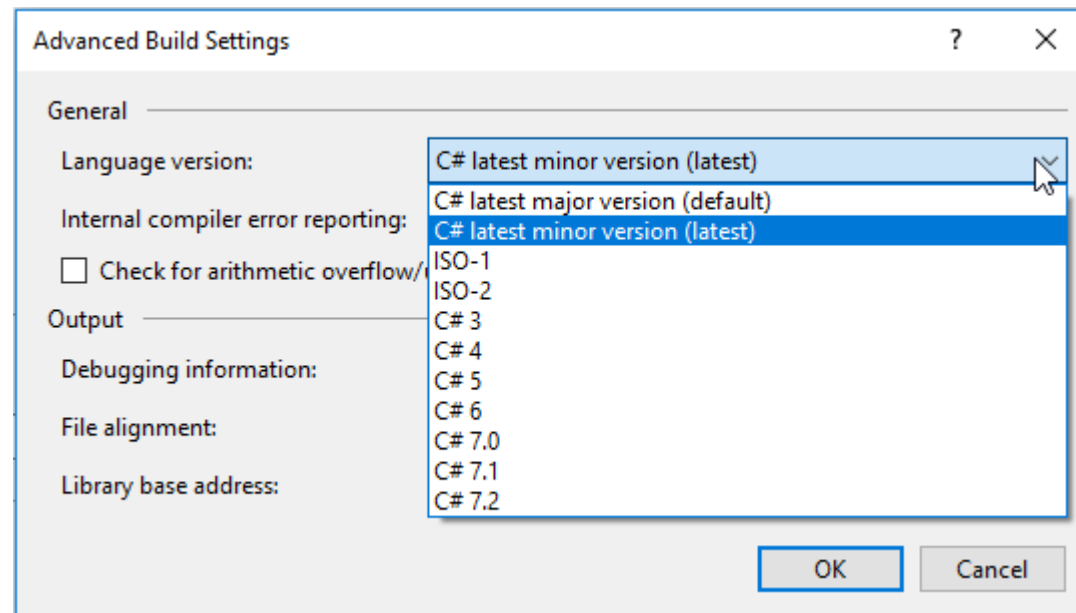 Advanced Build Settings
?
General
Language version:
C# latest minor version (latest)
C# latest major version (default)
Internal compiler error reporting:
C# latest minor version (latest)
ISO-1
Check for arithmetic overflow/
ISO-2
Output
C# 3
C# 4
Debugging information:
C# 5
C# 6
File alignment:
C# 7.0
C# 7.1
Library base address:
C# 7.2
OK
Cancel